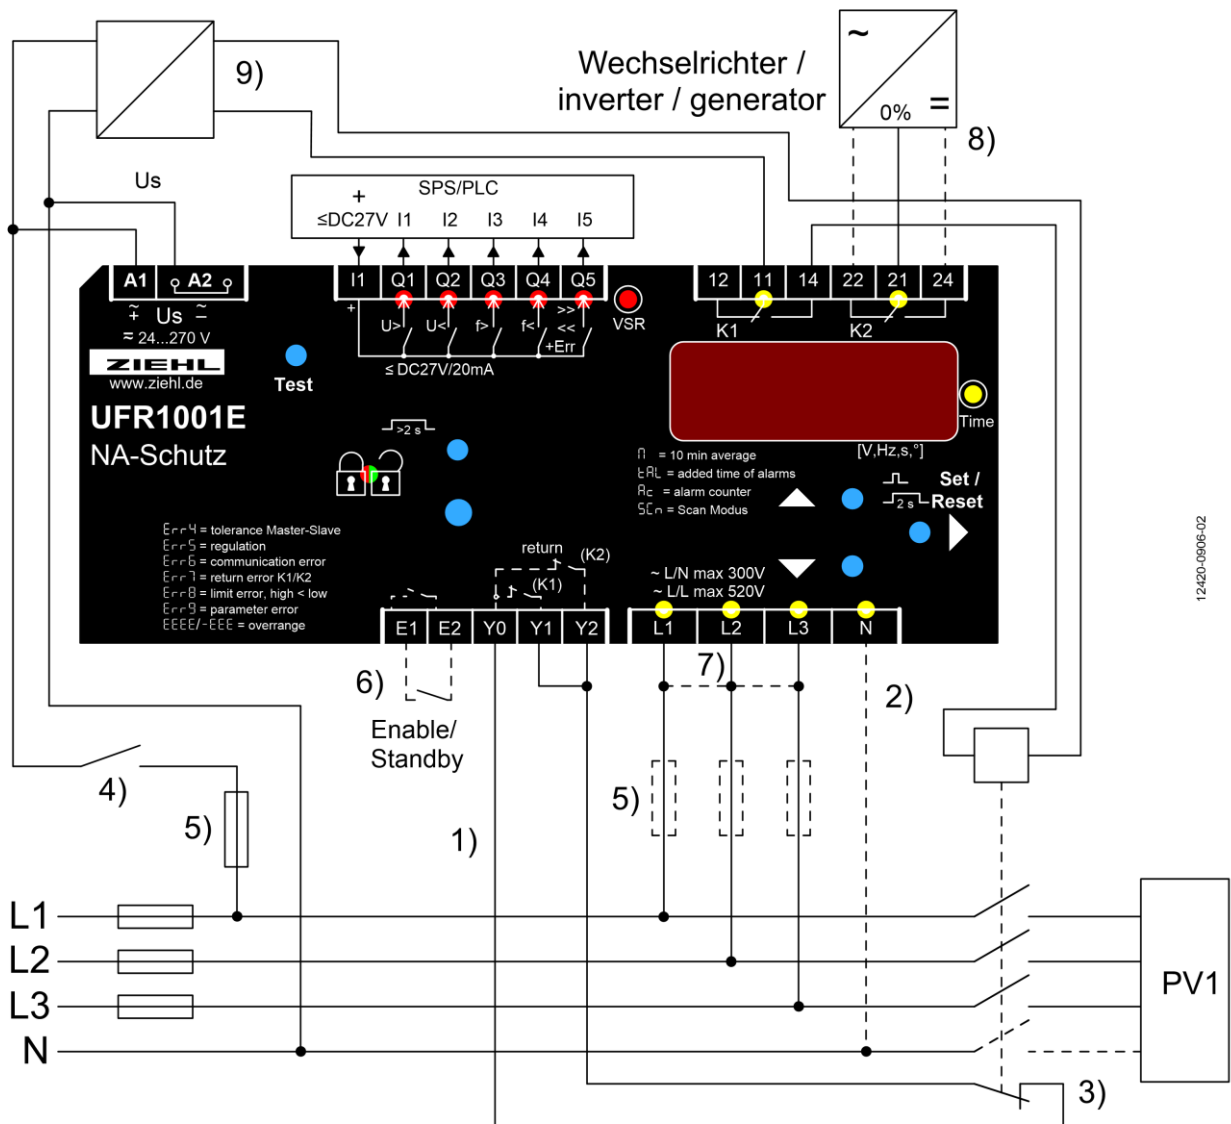 Wechselrichter /
inverter / generator
~
0%
=
8)
9)
Us
SPS/PLC
+
≤DC27V I1 I2 I3 I4 I5
A1 A2
I1 Q1 Q2 Q3 Q4 Q5
12 11 14 22 21 24
~ ~
+ Us −
≂ 24...270 V
+
U> U< f> f< >>
<<
+Err
VSR
K1 K2
≤ DC27V/20mA
ZIEHL
www.ziehl.de
Test
UFR1001E
NA-Schutz
>2 s
Time
[V,Hz,s,°]
n = 10 min average
tAL = added time of alarms
Ac = alarm counter
SCn = Scan Modus
Set /
Reset
2 s
Err4 = tolerance Master-Slave
Err5 = regulation
Err6 = communication error
Err7 = return error K1/K2
Err8 = limit error, high < low
Err9 = parameter error
EEEE/-EEE = overrange
return
(K2)
(K1)
~ L/N max 300V
~ L/L max 520V
E1 E2 Y0 Y1 Y2
L1 L2 L3 N
12420-0906-02
6)
7)
2)
Enable/
Standby
4)
5)
5)
1)
L1
L2
L3
N
PV1
3)